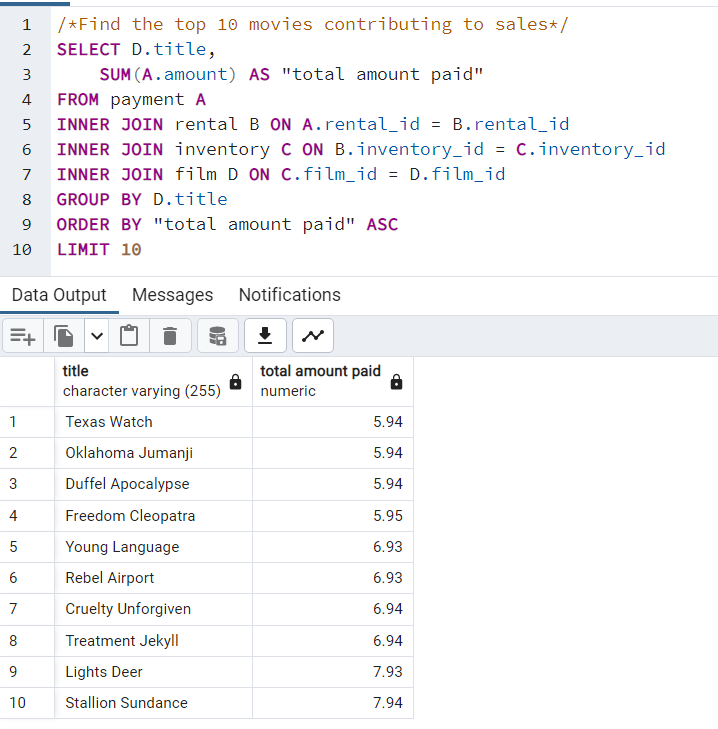 1 /*Find the top 10 movies contributing to sales*/
2 SELECT D.title,
3 SUM(A.amount) AS "total amount paid"
4 FROM payment A
5 INNER JOIN rental B ON A.rental_id = B.rental_id
6 INNER JOIN inventory C ON B.inventory_id = C.inventory_id
7 INNER JOIN film D ON C.film_id = D.film_id
8 GROUP BY D.title
9 ORDER BY "total amount paid" ASC
10 LIMIT 10
Data Output Messages Notifications
title total amount paid
character varying (255) numeric
1 Texas Watch 5.94
2 Oklahoma Jumanji 5.94
3 Duffel Apocalypse 5.94
4 Freedom Cleopatra 5.95
5 Young Language 6.93
6 Rebel Airport 6.93
7 Cruelty Unforgiven 6.94
8 Treatment Jekyll 6.94
9 Lights Deer 7.93
10 Stallion Sundance 7.94